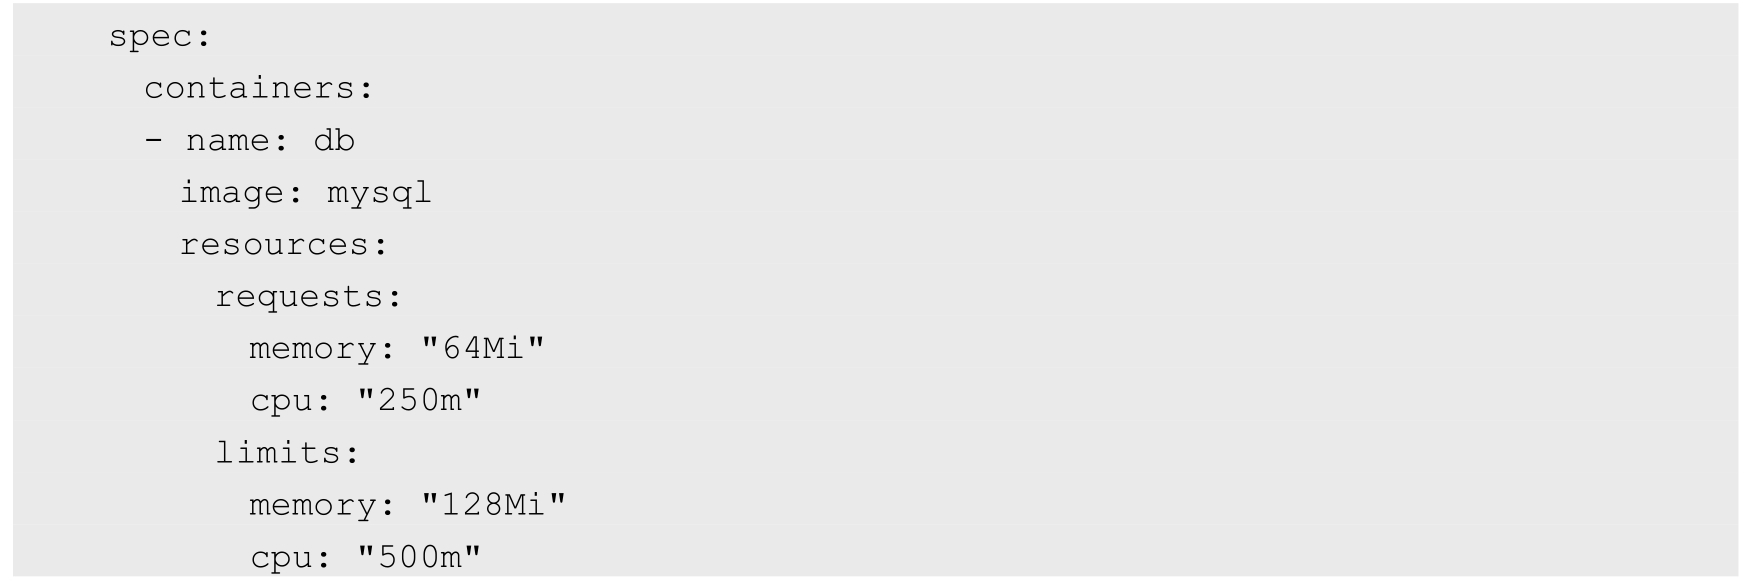 spec:
  containers:
  - name: db
    image: mysql
    resources:
      requests:
        memory: "64Mi"
        cpu: "250m"
      limits:
        memory: "128Mi"
        cpu: "500m"